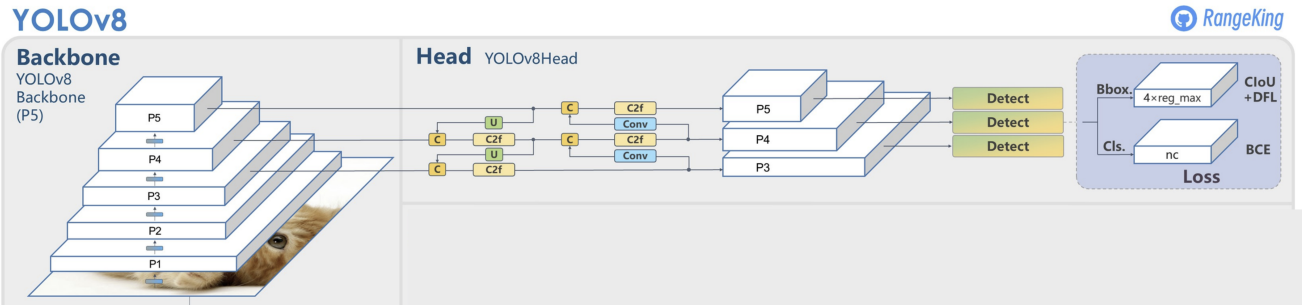 YOLOv8
RangeKing
Backbone
YOLOv8
Backbone
(P5)
P5
P4
P3
P2
P1
Head YOLOv8Head
C C2f
U Conv
C C2f C C2f
U Conv
C C2f
P5
P4
P3
Detect
Detect
Detect
Bbox. 4×reg_max CIoU
+DFL
Cls. nc BCE
Loss